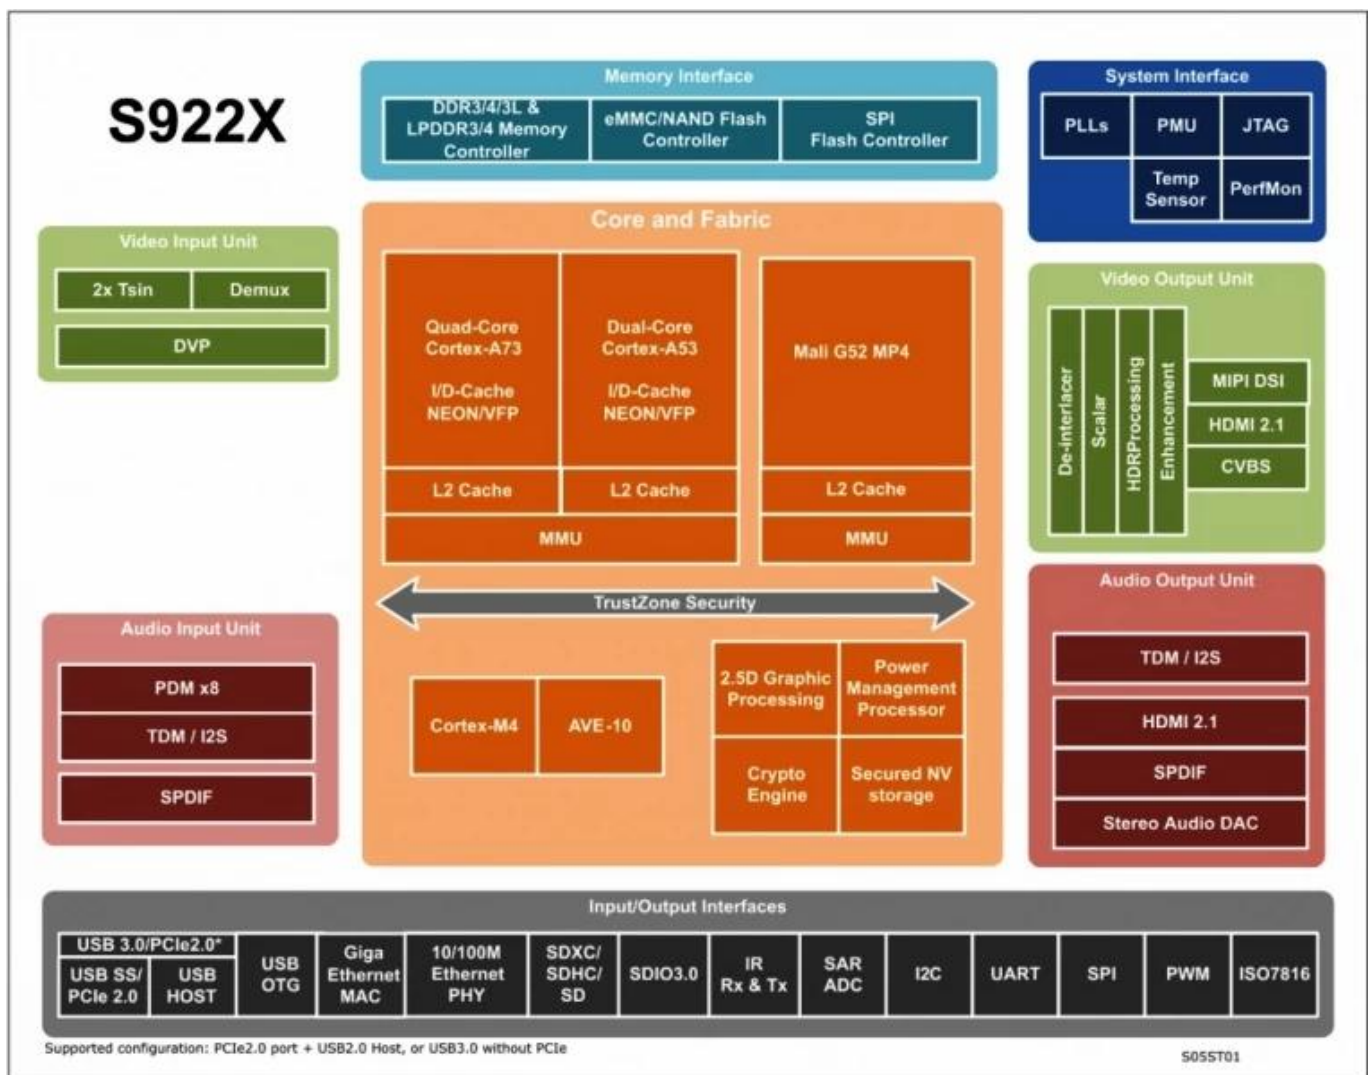 S922X
Memory Interface
DDR3/4/3L &
LPDDR3/4 Memory
Controller
eMMC/NAND Flash
Controller
SPI
Flash Controller
System Interface
PLLs
PMU
JTAG
Temp
Sensor
PerfMon
Video Input Unit
2x Tsin
Demux
DVP
Core and Fabric
Quad-Core
Cortex-A73
I/D-Cache
NEON/VFP
Dual-Core
Cortex-A53
I/D-Cache
NEON/VFP
Mali G52 MP4
L2 Cache
L2 Cache
L2 Cache
MMU
MMU
TrustZone Security
Cortex-M4
AVE-10
2.5D Graphic
Processing
Power
Management
Processor
Crypto
Engine
Secured NV
storage
Video Output Unit
De-interlacer
Scalar
HDRProcessing
Enhancement
MIPI DSI
HDMI 2.1
CVBS
Audio Input Unit
PDM x8
TDM / I2S
SPDIF
Audio Output Unit
TDM / I2S
HDMI 2.1
SPDIF
Stereo Audio DAC
Input/Output Interfaces
USB 3.0/PCIe2.0*
USB SS/
PCIe 2.0
USB
HOST
USB
OTG
Giga
Ethernet
MAC
10/100M
Ethernet
PHY
SDXC/
SDHC/
SD
SDIO3.0
IR
Rx & Tx
SAR
ADC
I2C
UART
SPI
PWM
ISO7816
Supported configuration: PCIe2.0 port + USB2.0 Host, or USB3.0 without PCIe
S05ST01